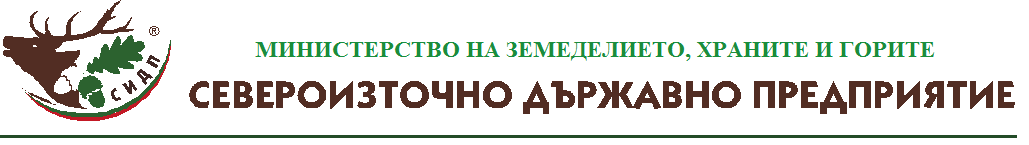 ®
СИДП
МИНИСТЕРСТВО НА ЗЕМЕДЕЛИЕТО, ХРАНИТЕ И ГОРИТЕ
СЕВЕРОИЗТОЧНО ДЪРЖАВНО ПРЕДПРИЯТИЕ